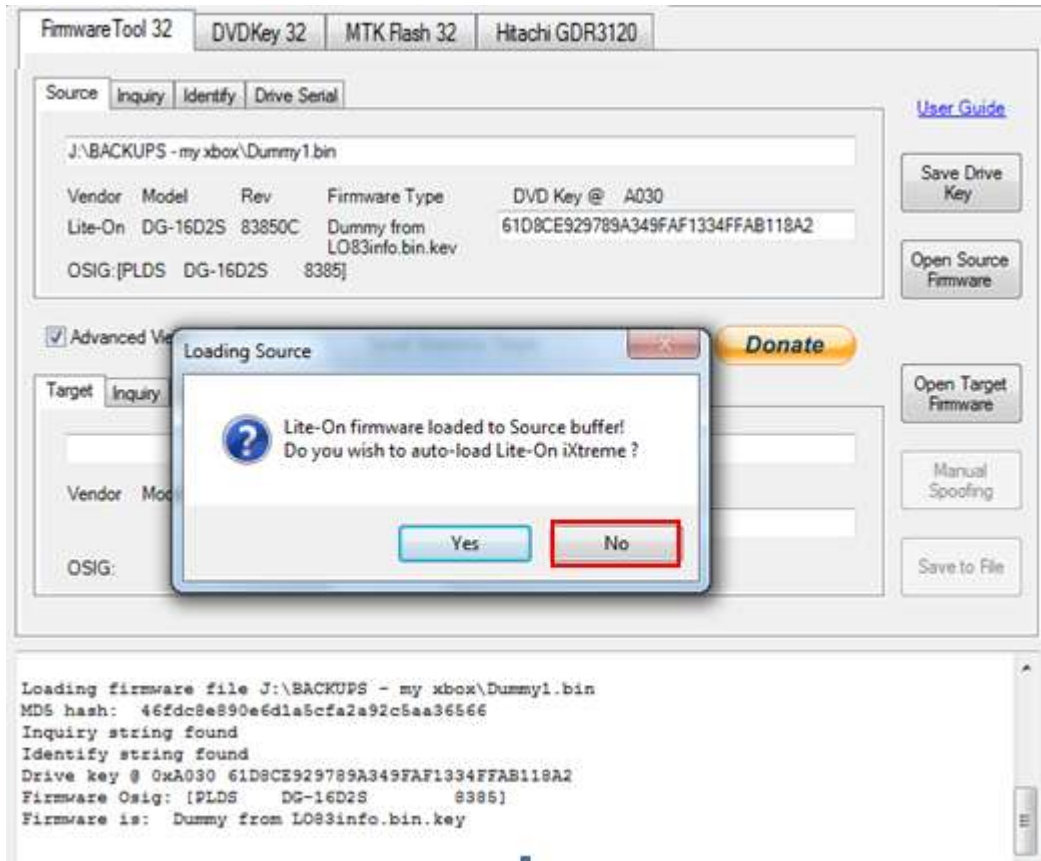 FirmwareTool 32 DVDKey 32 MTK Flash 32 Hitachi GDR3120
Source Inquiry Identify Drive Serial
User Guide
J:\BACKUPS - my xbox\Dummy1.bin
Save Drive
Key
Vendor Model Rev Firmware Type DVD Key @ A030
Lite-On DG-16D2S 83850C Dummy from
LO83info.bin.key
61D8CE929789A349FAF1334FFAB118A2
OSIG:[PLDS DG-16D2S 8385]
Open Source
Firmware
Advanced Vie
Donate
Loading Source
Target Inquiry
Open Target
Firmware
Lite-On firmware loaded to Source buffer!
Do you wish to auto-load Lite-On iXtreme ?
Vendor Mod
Manual
Spoofing
Yes No
OSIG:
Save to File
Loading firmware file J:\BACKUPS - my xbox\Dummy1.bin
MD5 hash: 46fdc8e890e6d1a5cfa2a92c5aa36566
Inquiry string found
Identify string found
Drive key @ 0xA030 61D8CE929789A349FAF1334FFAB118A2
Firmware Osig: [PLDS DG-16D2S 8385]
Firmware is: Dummy from LO83info.bin.key